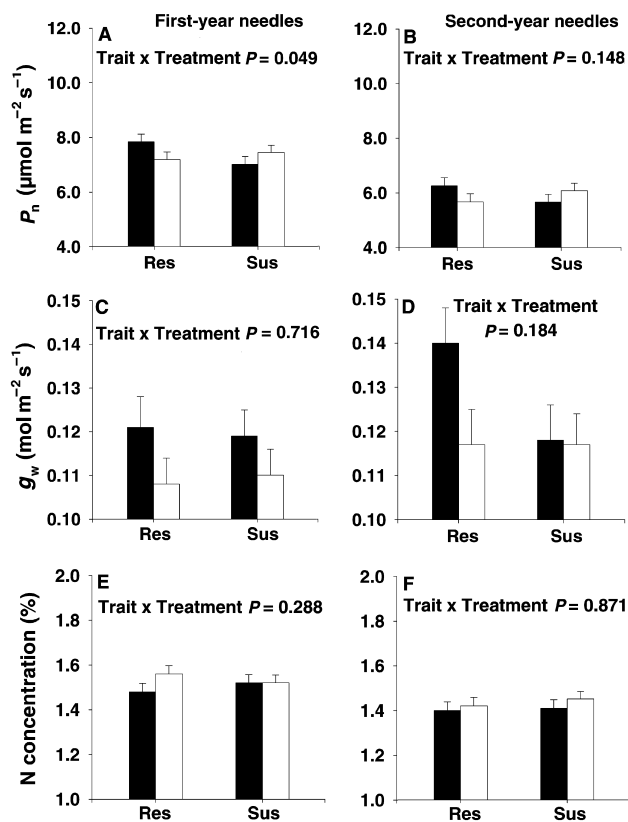 First-year needles
Second-year needles
A
Trait x Treatment P = 0.049
12.0
10.0
8.0
6.0
4.0
Pn (µmol m−2 s−1)
Res
Sus
B
Trait x Treatment P = 0.148
12.0
10.0
8.0
6.0
4.0
Res
Sus
C
Trait x Treatment P = 0.716
0.15
0.14
0.13
0.12
0.11
0.10
gw (mol m−2 s−1)
Res
Sus
D
Trait x Treatment
P = 0.184
0.15
0.14
0.13
0.12
0.11
0.10
Res
Sus
E
Trait x Treatment P = 0.288
2.0
1.8
1.6
1.4
1.2
1.0
N concentration (%)
Res
Sus
F
Trait x Treatment P = 0.871
2.0
1.8
1.6
1.4
1.2
1.0
Res
Sus